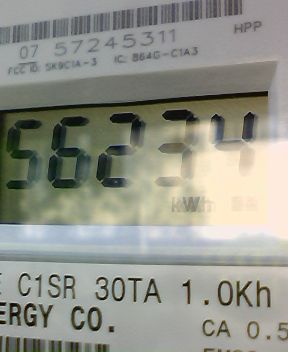 07 57245311
HPP
FCC ID: SK9C1A-3 IC: 864G-C1A3
56234
kWh
C1SR 30TA 1.0Kh
ERGY CO.
CA 0.5